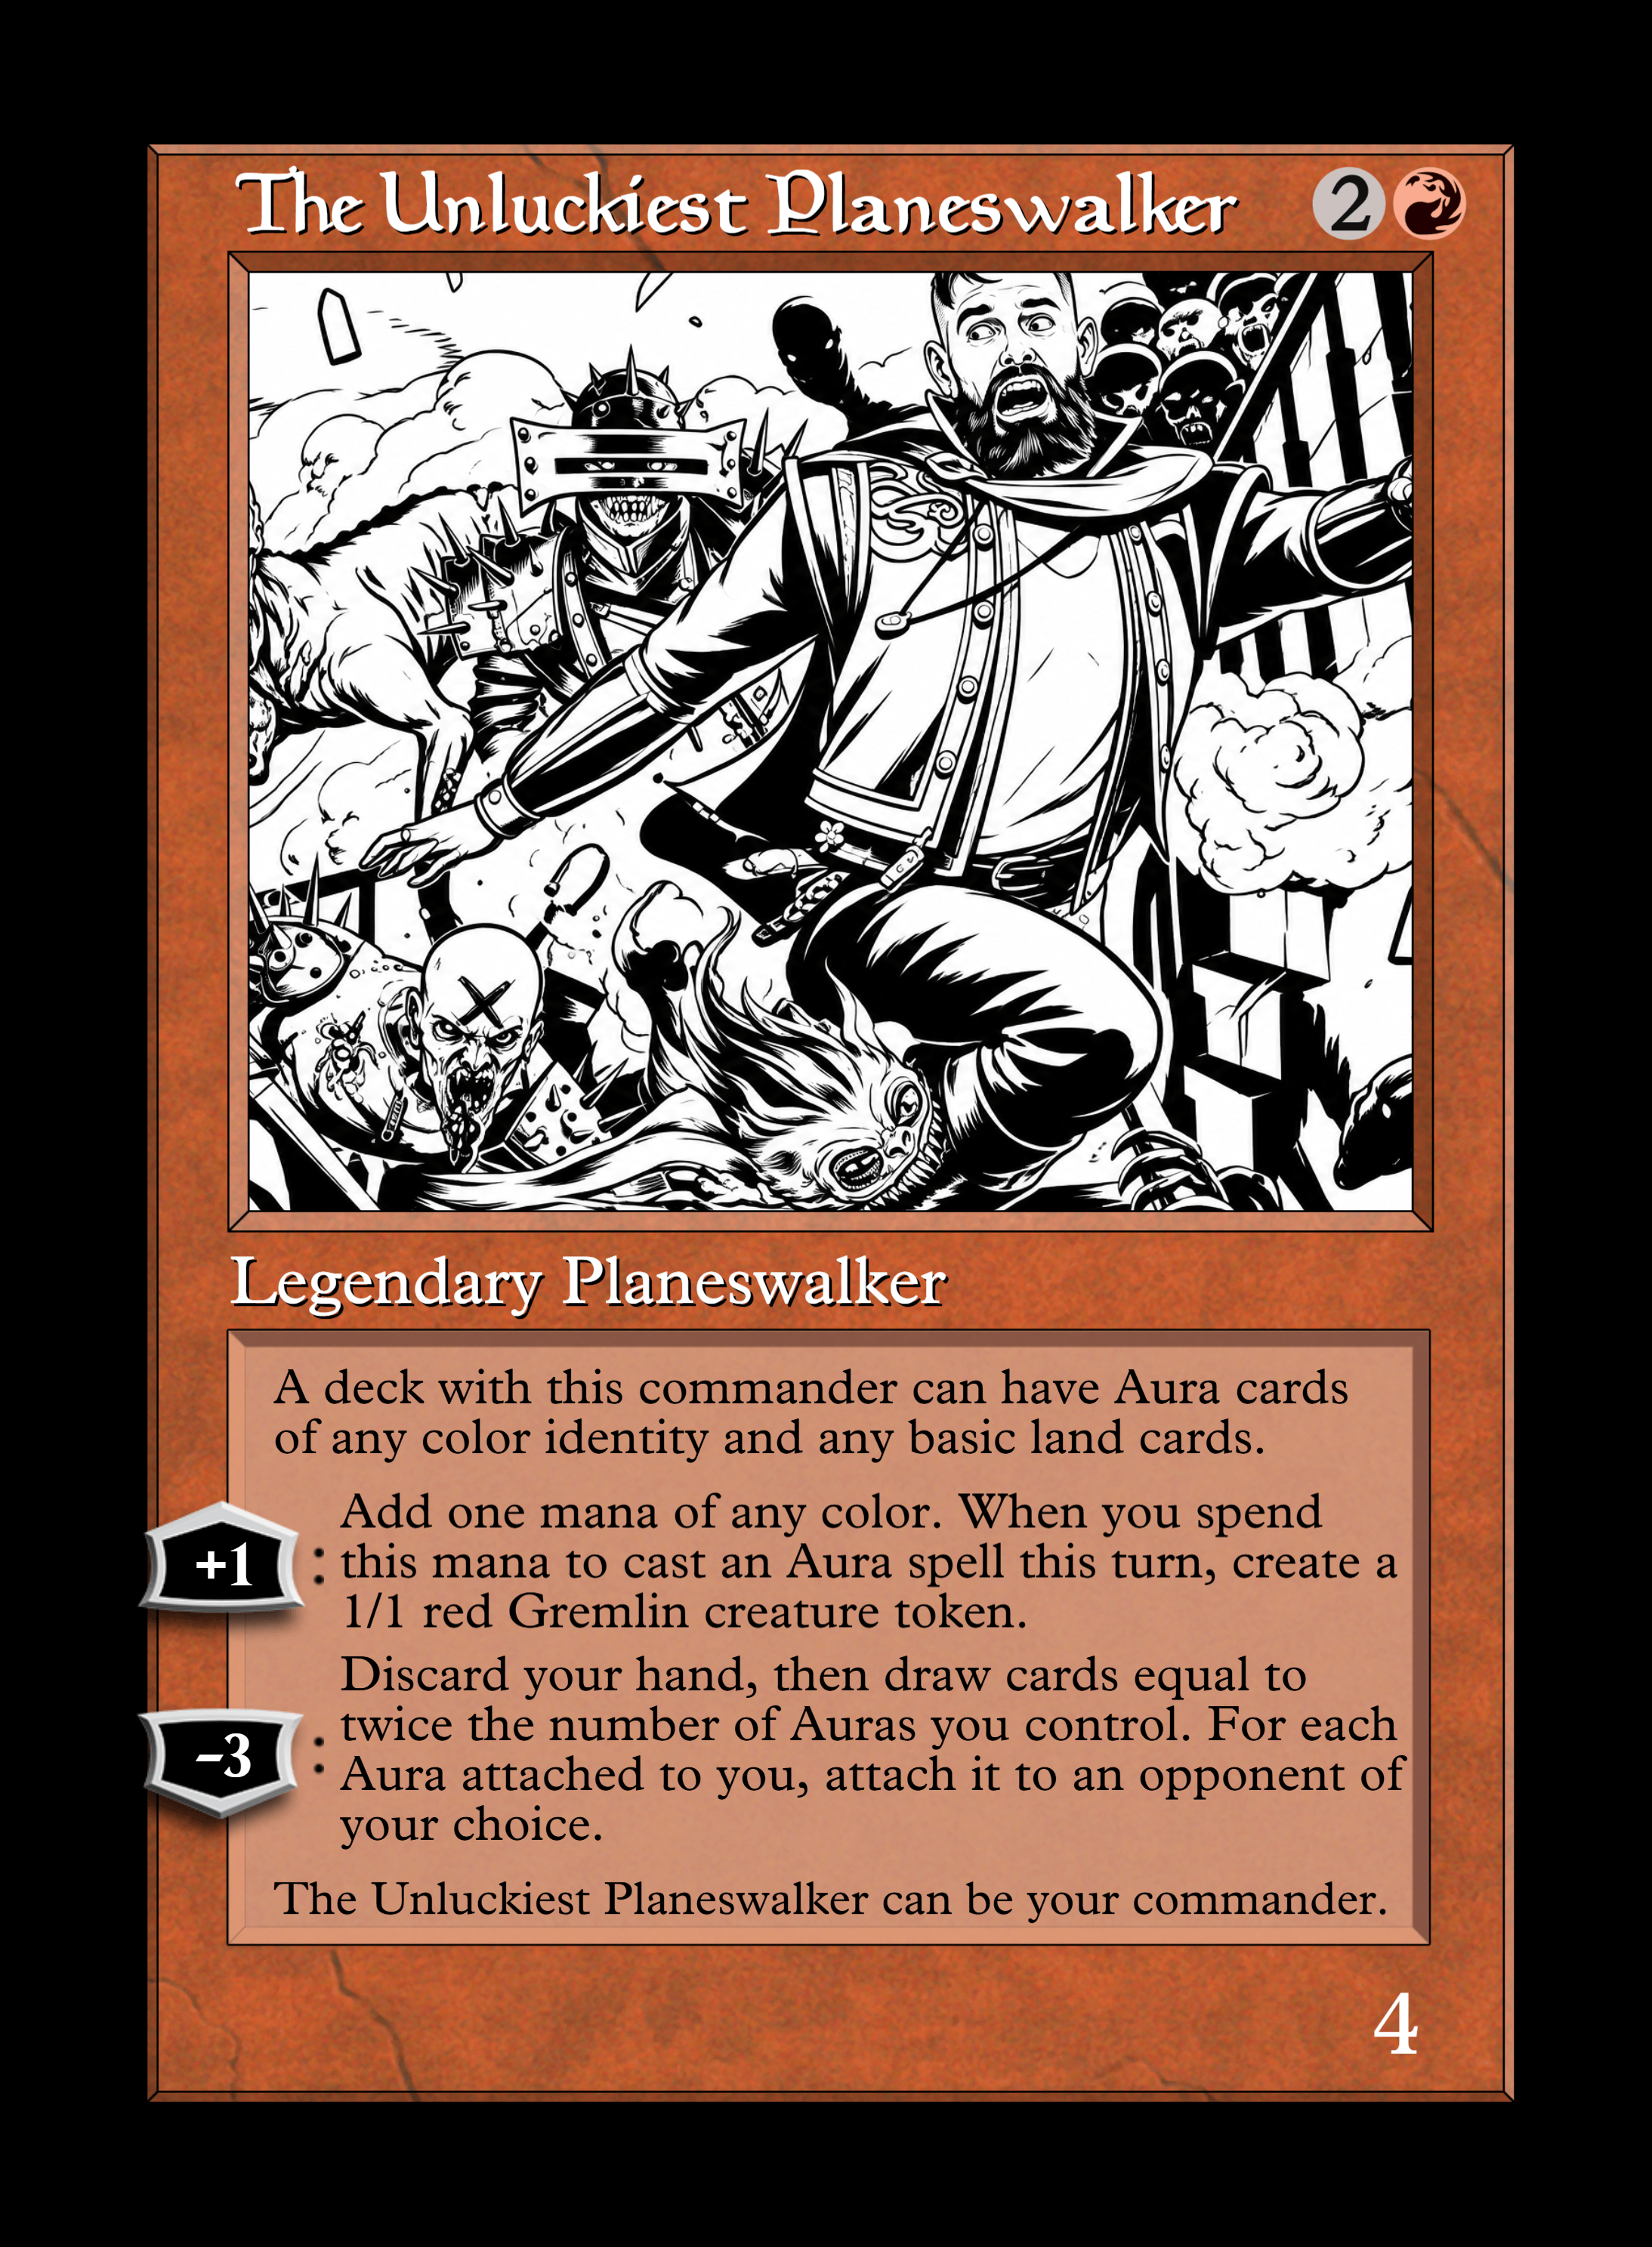 The Unluckiest Planeswalker 2
Legendary Planeswalker
A deck with this commander can have Aura cards
of any color identity and any basic land cards.
Add one mana of any color. When you spend
+1 : this mana to cast an Aura spell this turn, create a
1/1 red Gremlin creature token.
Discard your hand, then draw cards equal to
twice the number of Auras you control. For each
−3 : Aura attached to you, attach it to an opponent of
your choice.
The Unluckiest Planeswalker can be your commander.
4